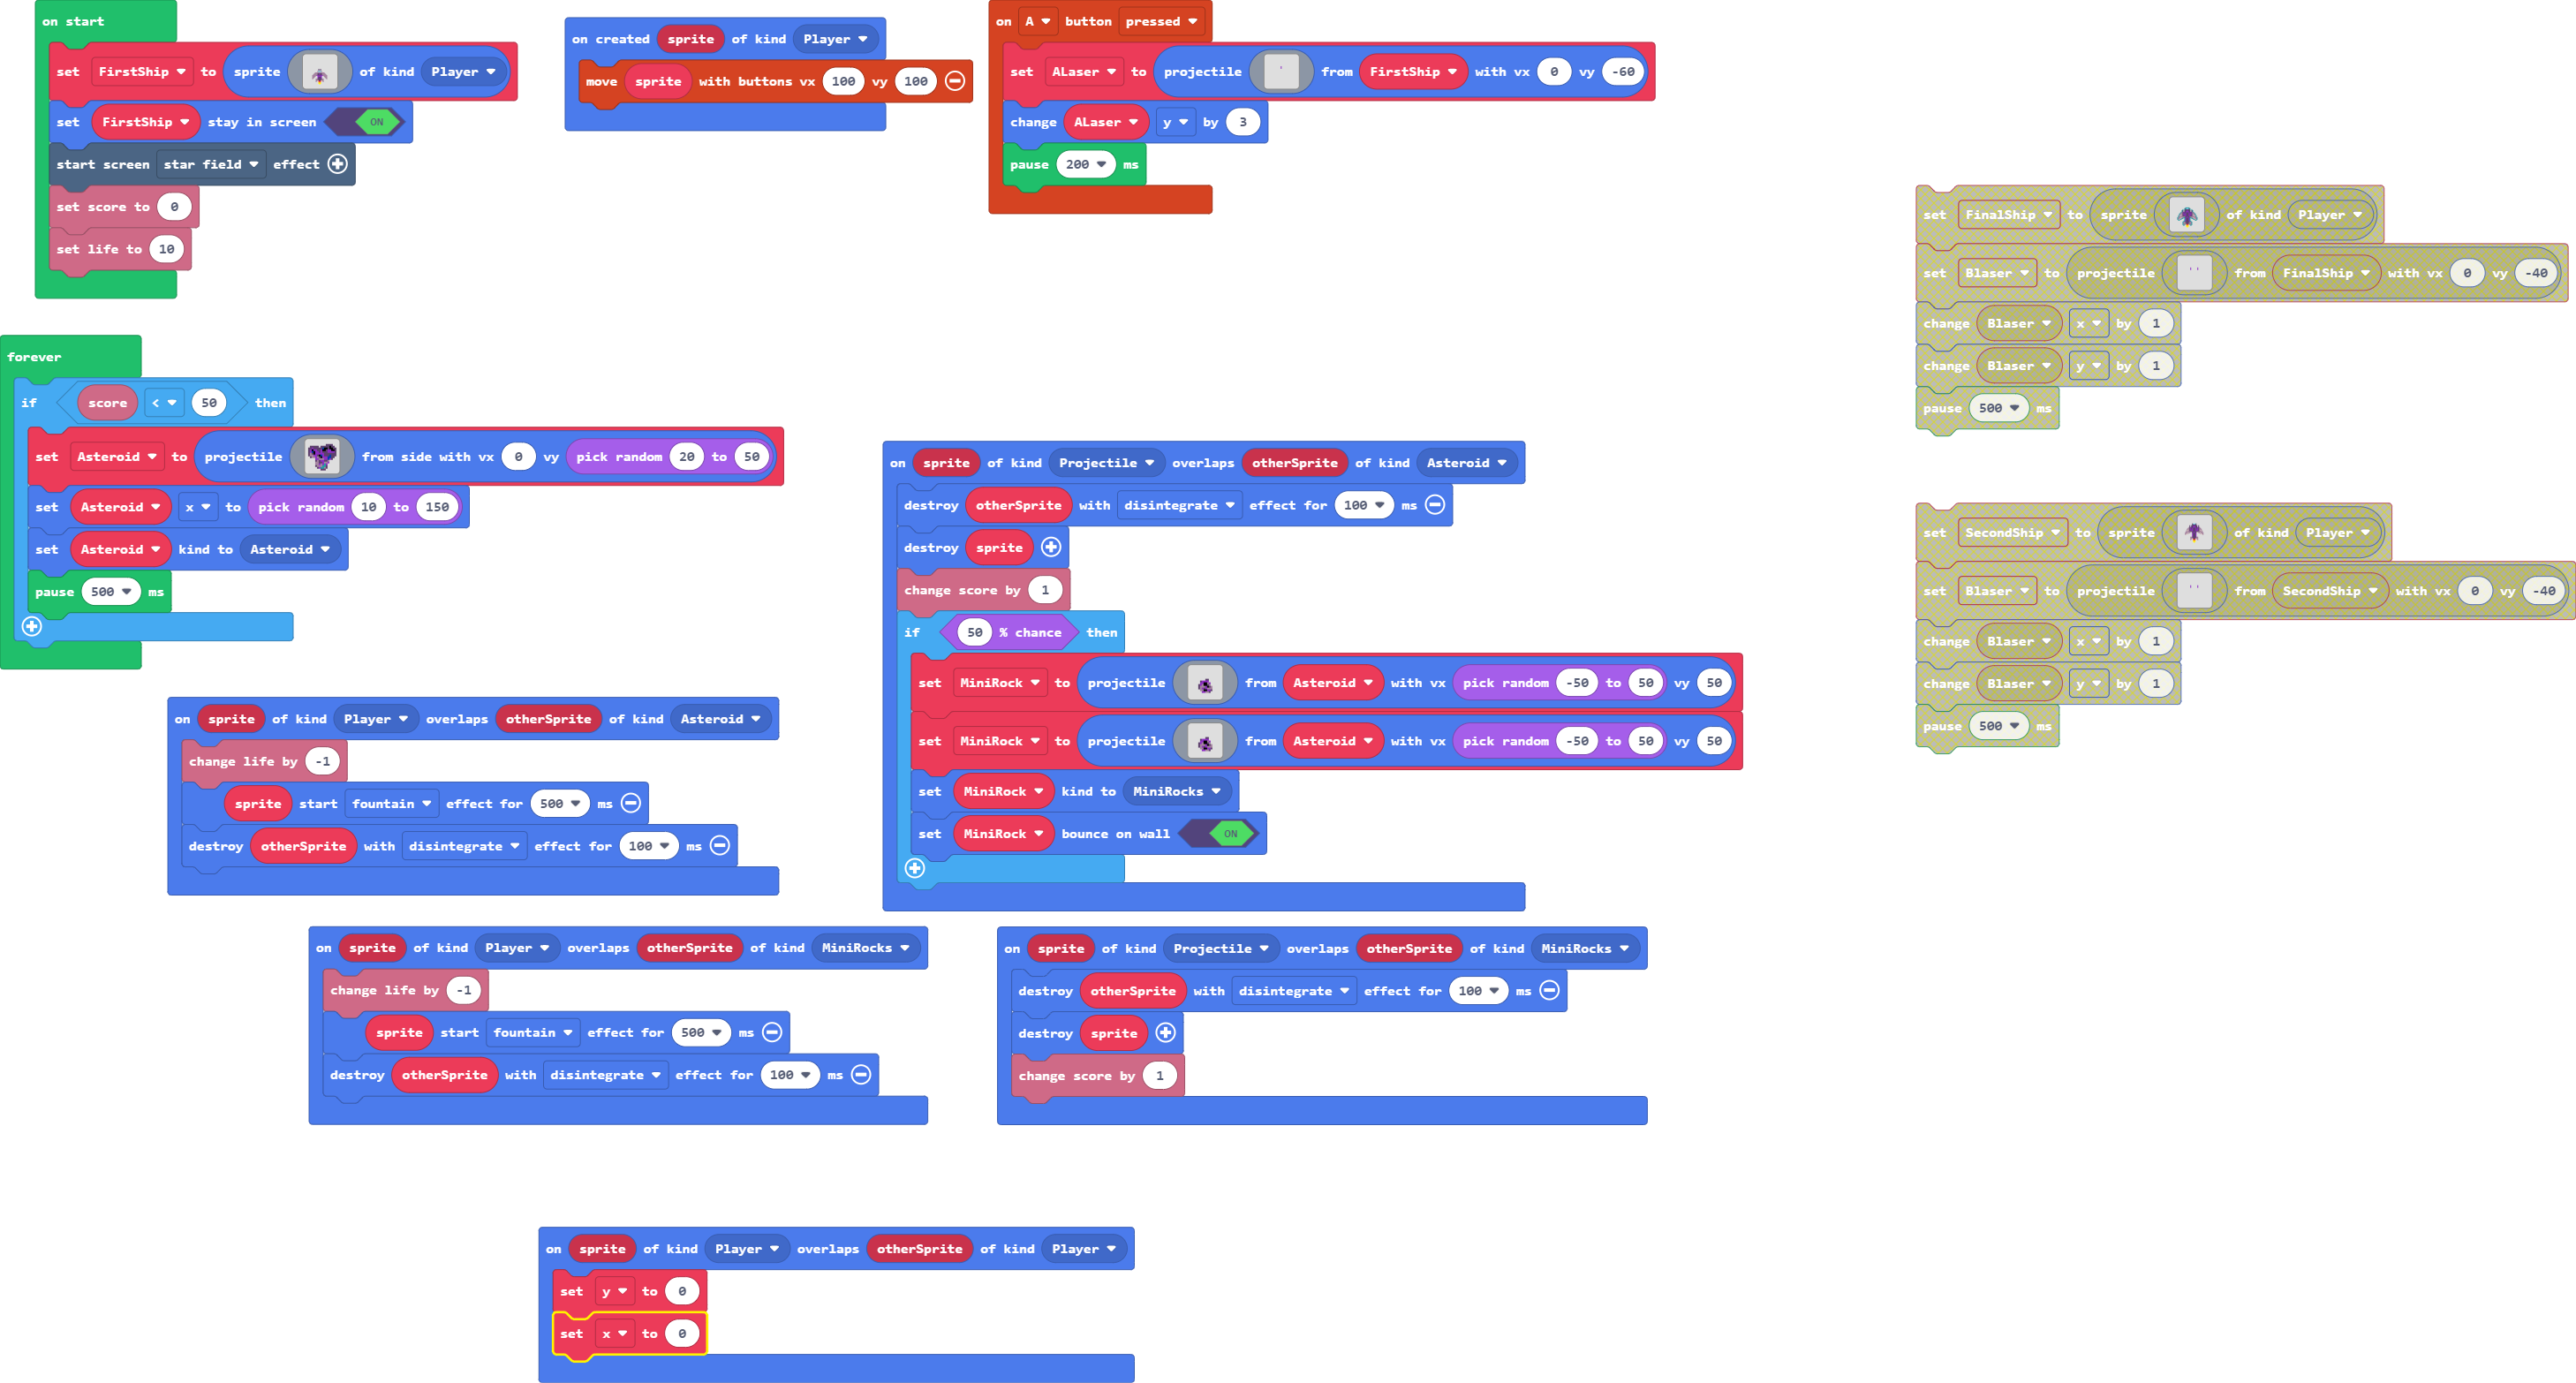 on start
set FirstShip to sprite of kind Player
set FirstShip stay in screen ON
start screen star field effect
set score to 0
set life to 10
on created sprite of kind Player
move sprite with buttons vx 100 vy 100
on A button pressed
set ALaser to projectile from FirstShip with vx 0 vy -60
change ALaser y by 3
pause 200 ms
set FinalShip to sprite of kind Player
set Blaser to projectile from FinalShip with vx 0 vy -40
change Blaser x by 1
change Blaser y by 1
pause 500 ms
forever
if score < 50 then
set Asteroid to projectile from side with vx 0 vy pick random 20 to 50
set Asteroid x to pick random 10 to 150
set Asteroid kind to Asteroid
pause 500 ms
on sprite of kind Projectile overlaps otherSprite of kind Asteroid
destroy otherSprite with disintegrate effect for 100 ms
destroy sprite
change score by 1
if 50 % chance then
set MiniRock to projectile from Asteroid with vx pick random -50 to 50 vy 50
set MiniRock to projectile from Asteroid with vx pick random -50 to 50 vy 50
set MiniRock kind to MiniRocks
set MiniRock bounce on wall ON
set SecondShip to sprite of kind Player
set Blaser to projectile from SecondShip with vx 0 vy -40
change Blaser x by 1
change Blaser y by 1
pause 500 ms
on sprite of kind Player overlaps otherSprite of kind Asteroid
change life by -1
sprite start fountain effect for 500 ms
destroy otherSprite with disintegrate effect for 100 ms
on sprite of kind Player overlaps otherSprite of kind MiniRocks
change life by -1
sprite start fountain effect for 500 ms
destroy otherSprite with disintegrate effect for 100 ms
on sprite of kind Projectile overlaps otherSprite of kind MiniRocks
destroy otherSprite with disintegrate effect for 100 ms
destroy sprite
change score by 1
on sprite of kind Player overlaps otherSprite of kind Player
set y to 0
set x to 0